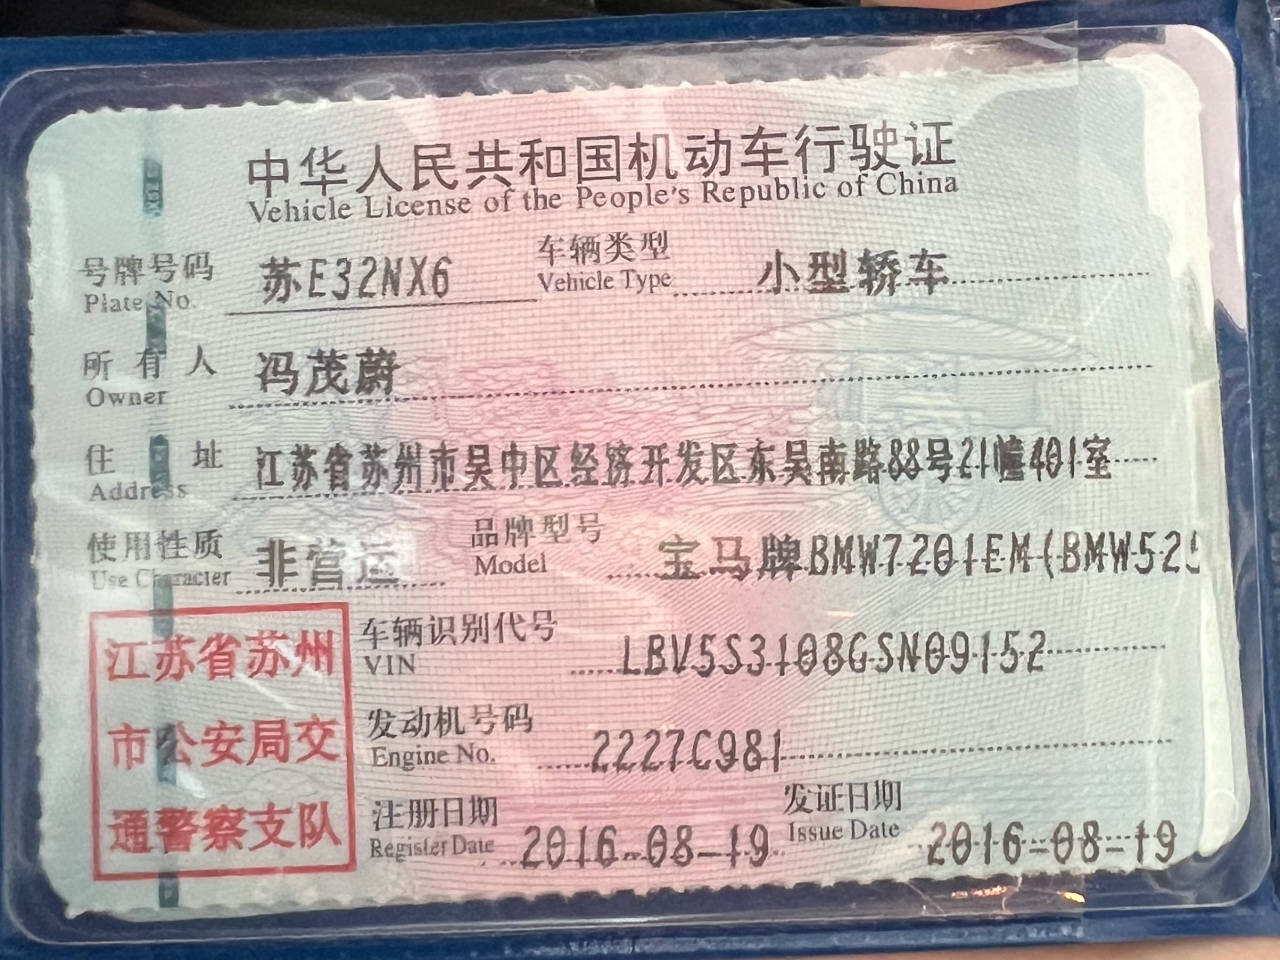 中华人民共和国机动车行驶证
Vehicle License of the People's Republic of China
号牌号码 苏E32NX6 车辆类型 小型轿车
Plate No. Vehicle Type
所有人 冯茂蔚
Owner
住址 江苏省苏州市吴中区经济开发区东吴南路88号21幢401室
Address
使用性质 非营运 品牌型号 宝马牌BMW7201EM(BMW525
Use Character Model
车辆识别代号 LBV5S3108GSN09152
VIN
发动机号码 2227C981
Engine No.
注册日期 2016-08-19 发证日期 2016-08-19
Register Date Issue Date
江苏省苏州
市公安局交
通警察支队